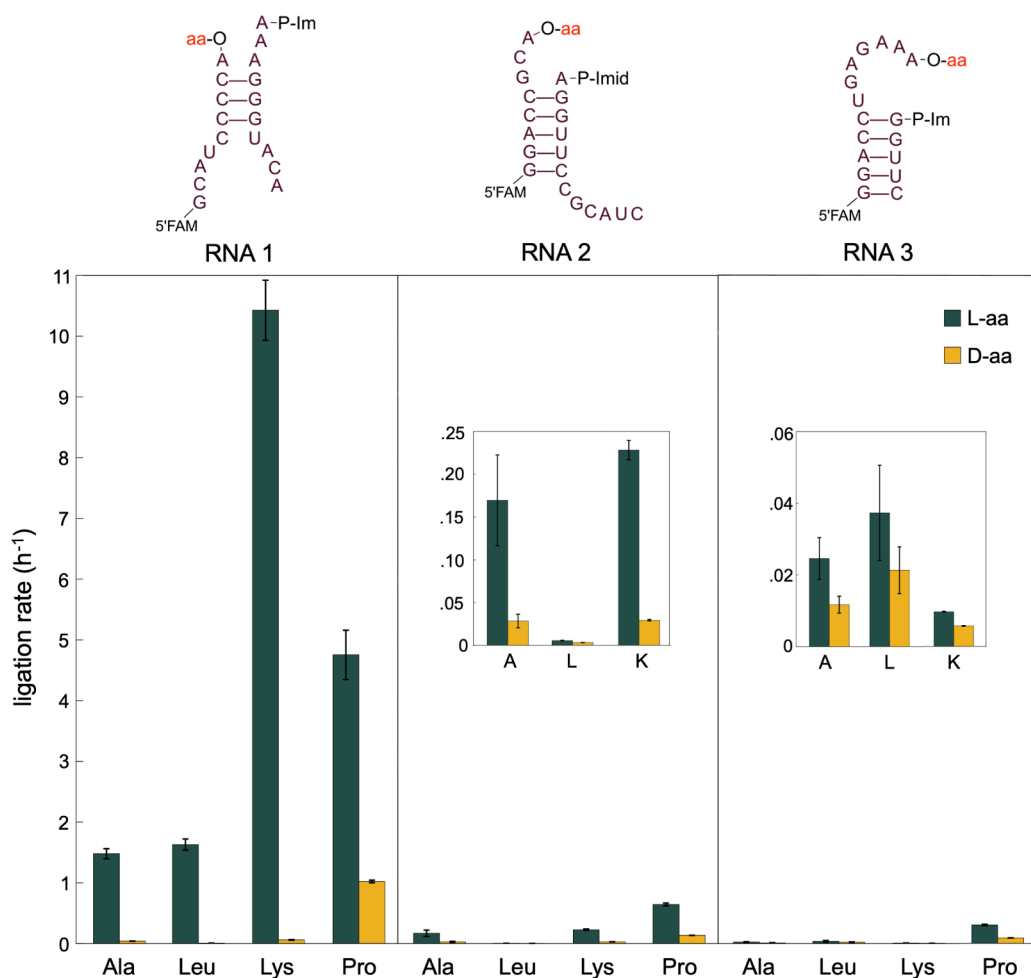 aa-O
A
C
C
C
C
U
A
C
G
5'FAM
A-P-Im
A
A
G
G
G
U
A
C
A
RNA 1
A-O-aa
C
G
C
C
A
G
G
5'FAM
A-P-Imid
G
G
U
U
C
C
G
C
A
U
C
RNA 2
A-O-aa
A
A
G
A
G
U
C
C
A
G
G
5'FAM
G-P-Im
G
U
U
C
RNA 3
ligation rate (h-1)
11
10
9
8
7
6
5
4
3
2
1
0
Ala Leu Lys Pro
.25
.20
.15
.10
.05
0
A L K
Ala Leu Lys Pro
L-aa
D-aa
.06
.04
.02
0
A L K
Ala Leu Lys Pro